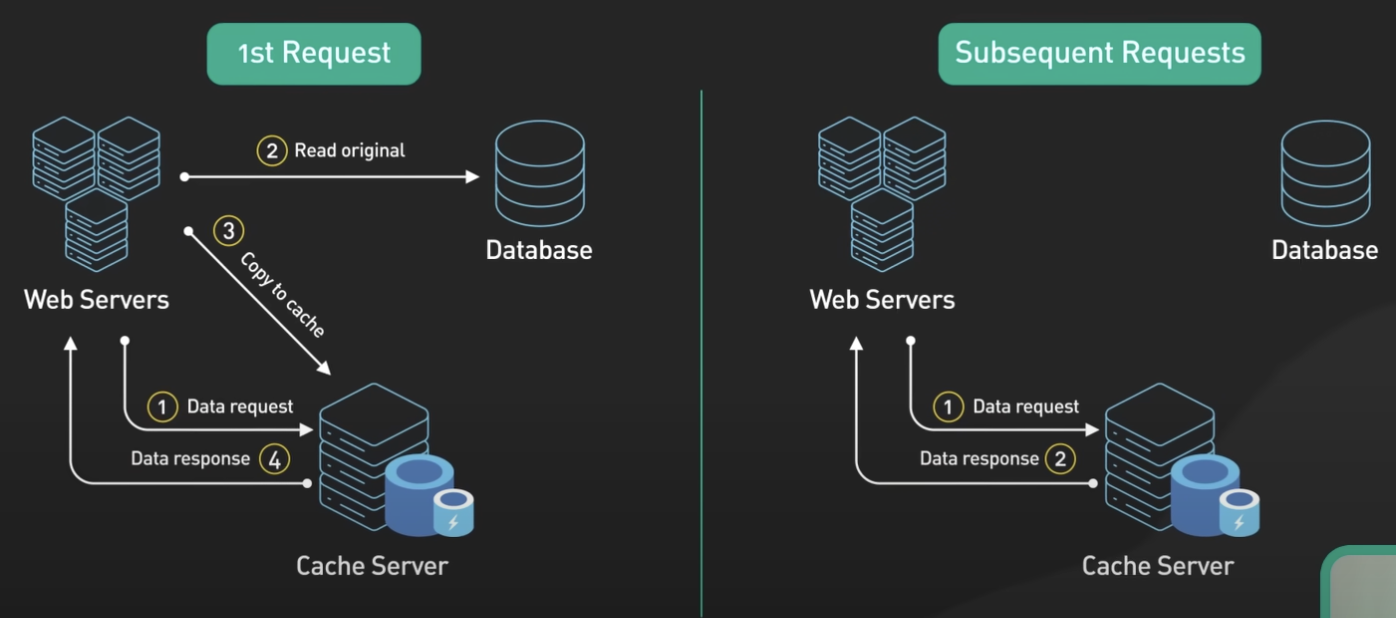 1st Request
Subsequent Requests
2 Read original
3 Copy to cache
Database
Web Servers
1 Data request
Data response 4
Cache Server
Database
Web Servers
1 Data request
Data response 2
Cache Server